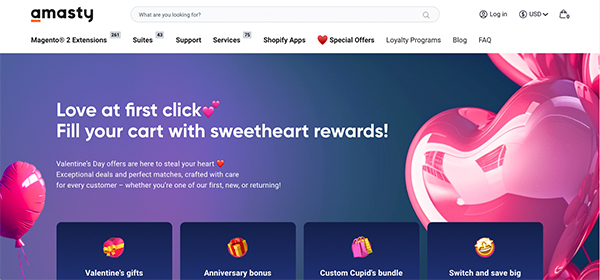 amasty
What are you looking for?
Log in
USD
0
Magento® 2 Extensions 261
Suites 43
Support
Services 75
Shopify Apps
❤️ Special Offers
Loyalty Programs
Blog
FAQ
Love at first click💕
Fill your cart with sweetheart rewards!
Valentine's Day offers are here to steal your heart ❤️
Exceptional deals and perfect matches, crafted with care
for every customer – whether you're one of our first, new, or returning!
Valentine's gifts
Anniversary bonus
Custom Cupid's bundle
Switch and save big